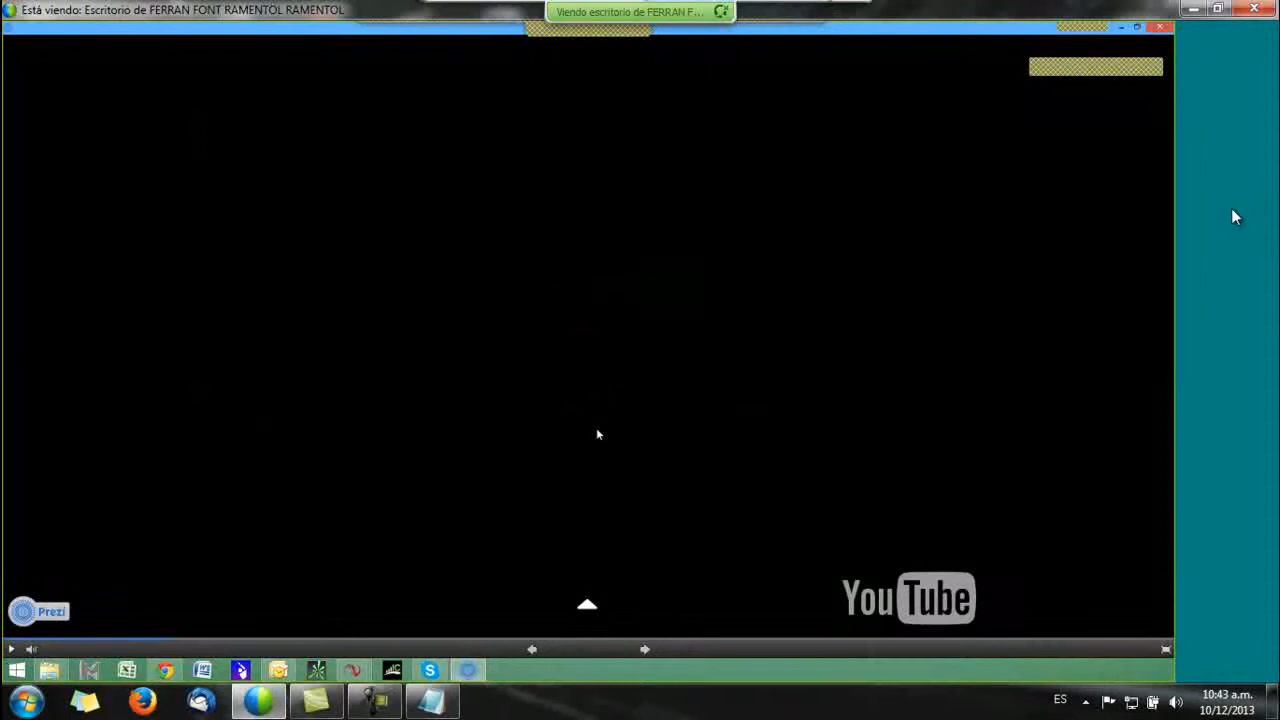 Está viendo: Escritorio de FERRAN FONT RAMENTOL RAMENTOL
Viendo escritorio de FERRAN F...
YouTube
Prezi
ES
10:43 a.m.
10/12/2013